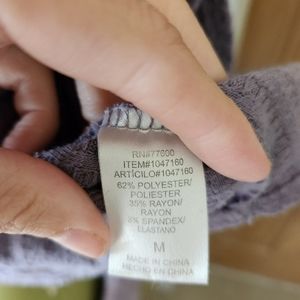 RN#77600
ITEM#1047160
ARTÍCILO#1047160
62% POLYESTER/
POLIESTER
35% RAYON/
RAYON
3% SPANDEX/
ELASTANO
M
MADE IN CHINA
HECHO EN CHINA